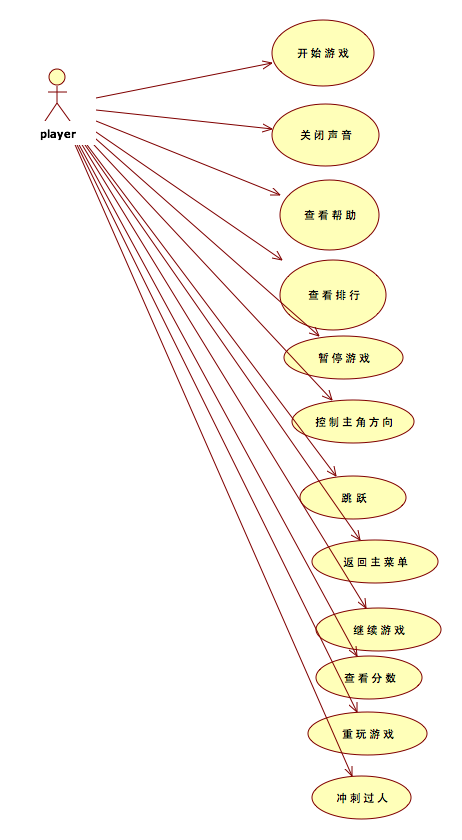 开始游戏
player
关闭声音
查看帮助
查看排行
暂停游戏
控制主角方向
跳跃
返回主菜单
继续游戏
查看分数
重玩游戏
冲刺过人